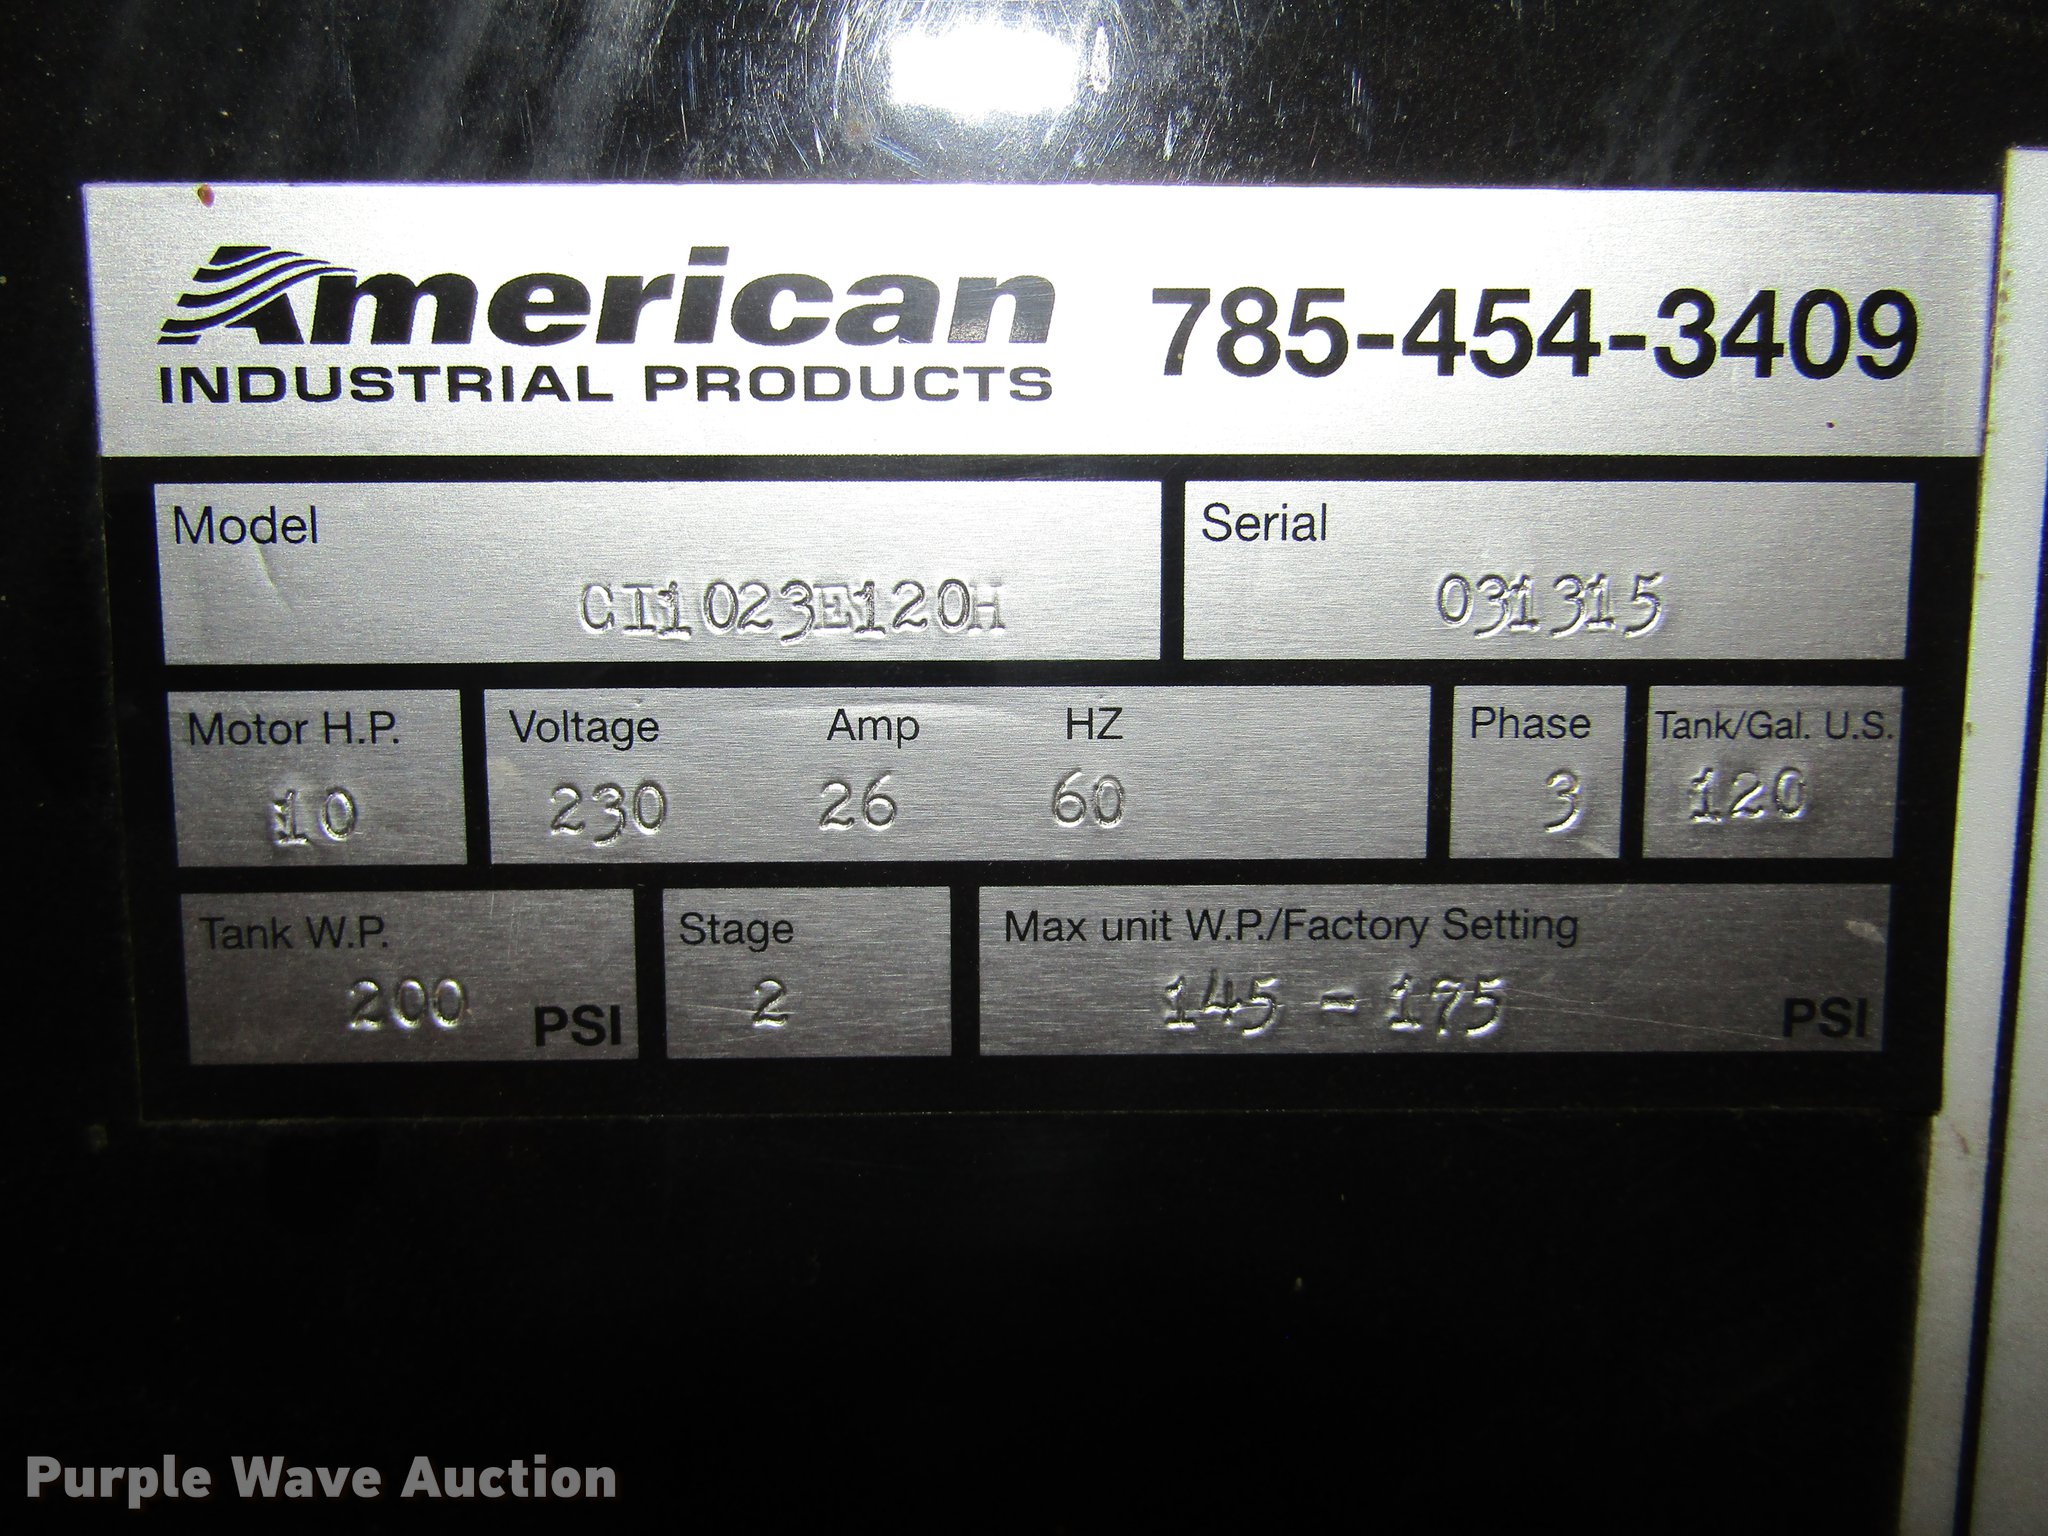 American
INDUSTRIAL PRODUCTS
785-454-3409
Model
CI1023E120H
Serial
031315
Motor H.P.
10
Voltage Amp HZ
230 26 60
Phase
3
Tank/Gal. U.S.
120
Tank W.P.
200 PSI
Stage
2
Max unit W.P./Factory Setting
145 - 175 PSI
Purple Wave Auction